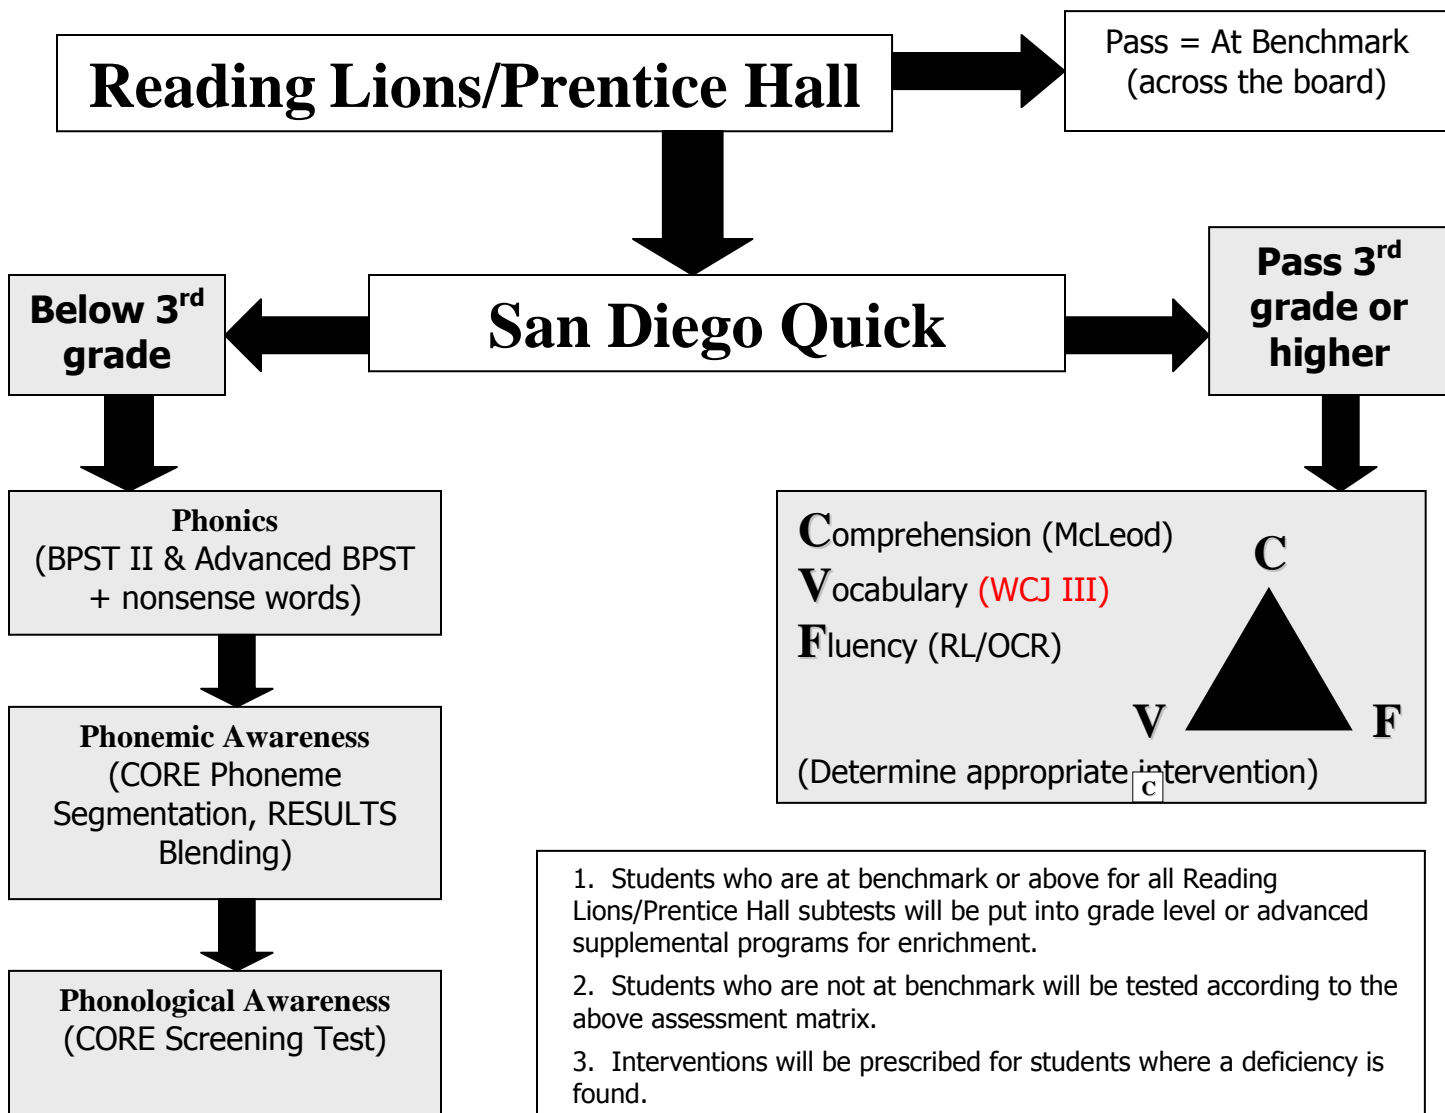 Reading Lions/Prentice Hall
Pass = At Benchmark
(across the board)
Below 3rd
grade
San Diego Quick
Pass 3rd
grade or
higher
Phonics
(BPST II & Advanced BPST
+ nonsense words)
Phonemic Awareness
(CORE Phoneme
Segmentation, RESULTS
Blending)
Phonological Awareness
(CORE Screening Test)
Comprehension (McLeod)
Vocabulary (WCJ III)
Fluency (RL/OCR)
C
V
F
(Determine appropriate intervention)
C
1. Students who are at benchmark or above for all Reading
Lions/Prentice Hall subtests will be put into grade level or advanced
supplemental programs for enrichment.
2. Students who are not at benchmark will be tested according to the
above assessment matrix.
3. Interventions will be prescribed for students where a deficiency is
found.